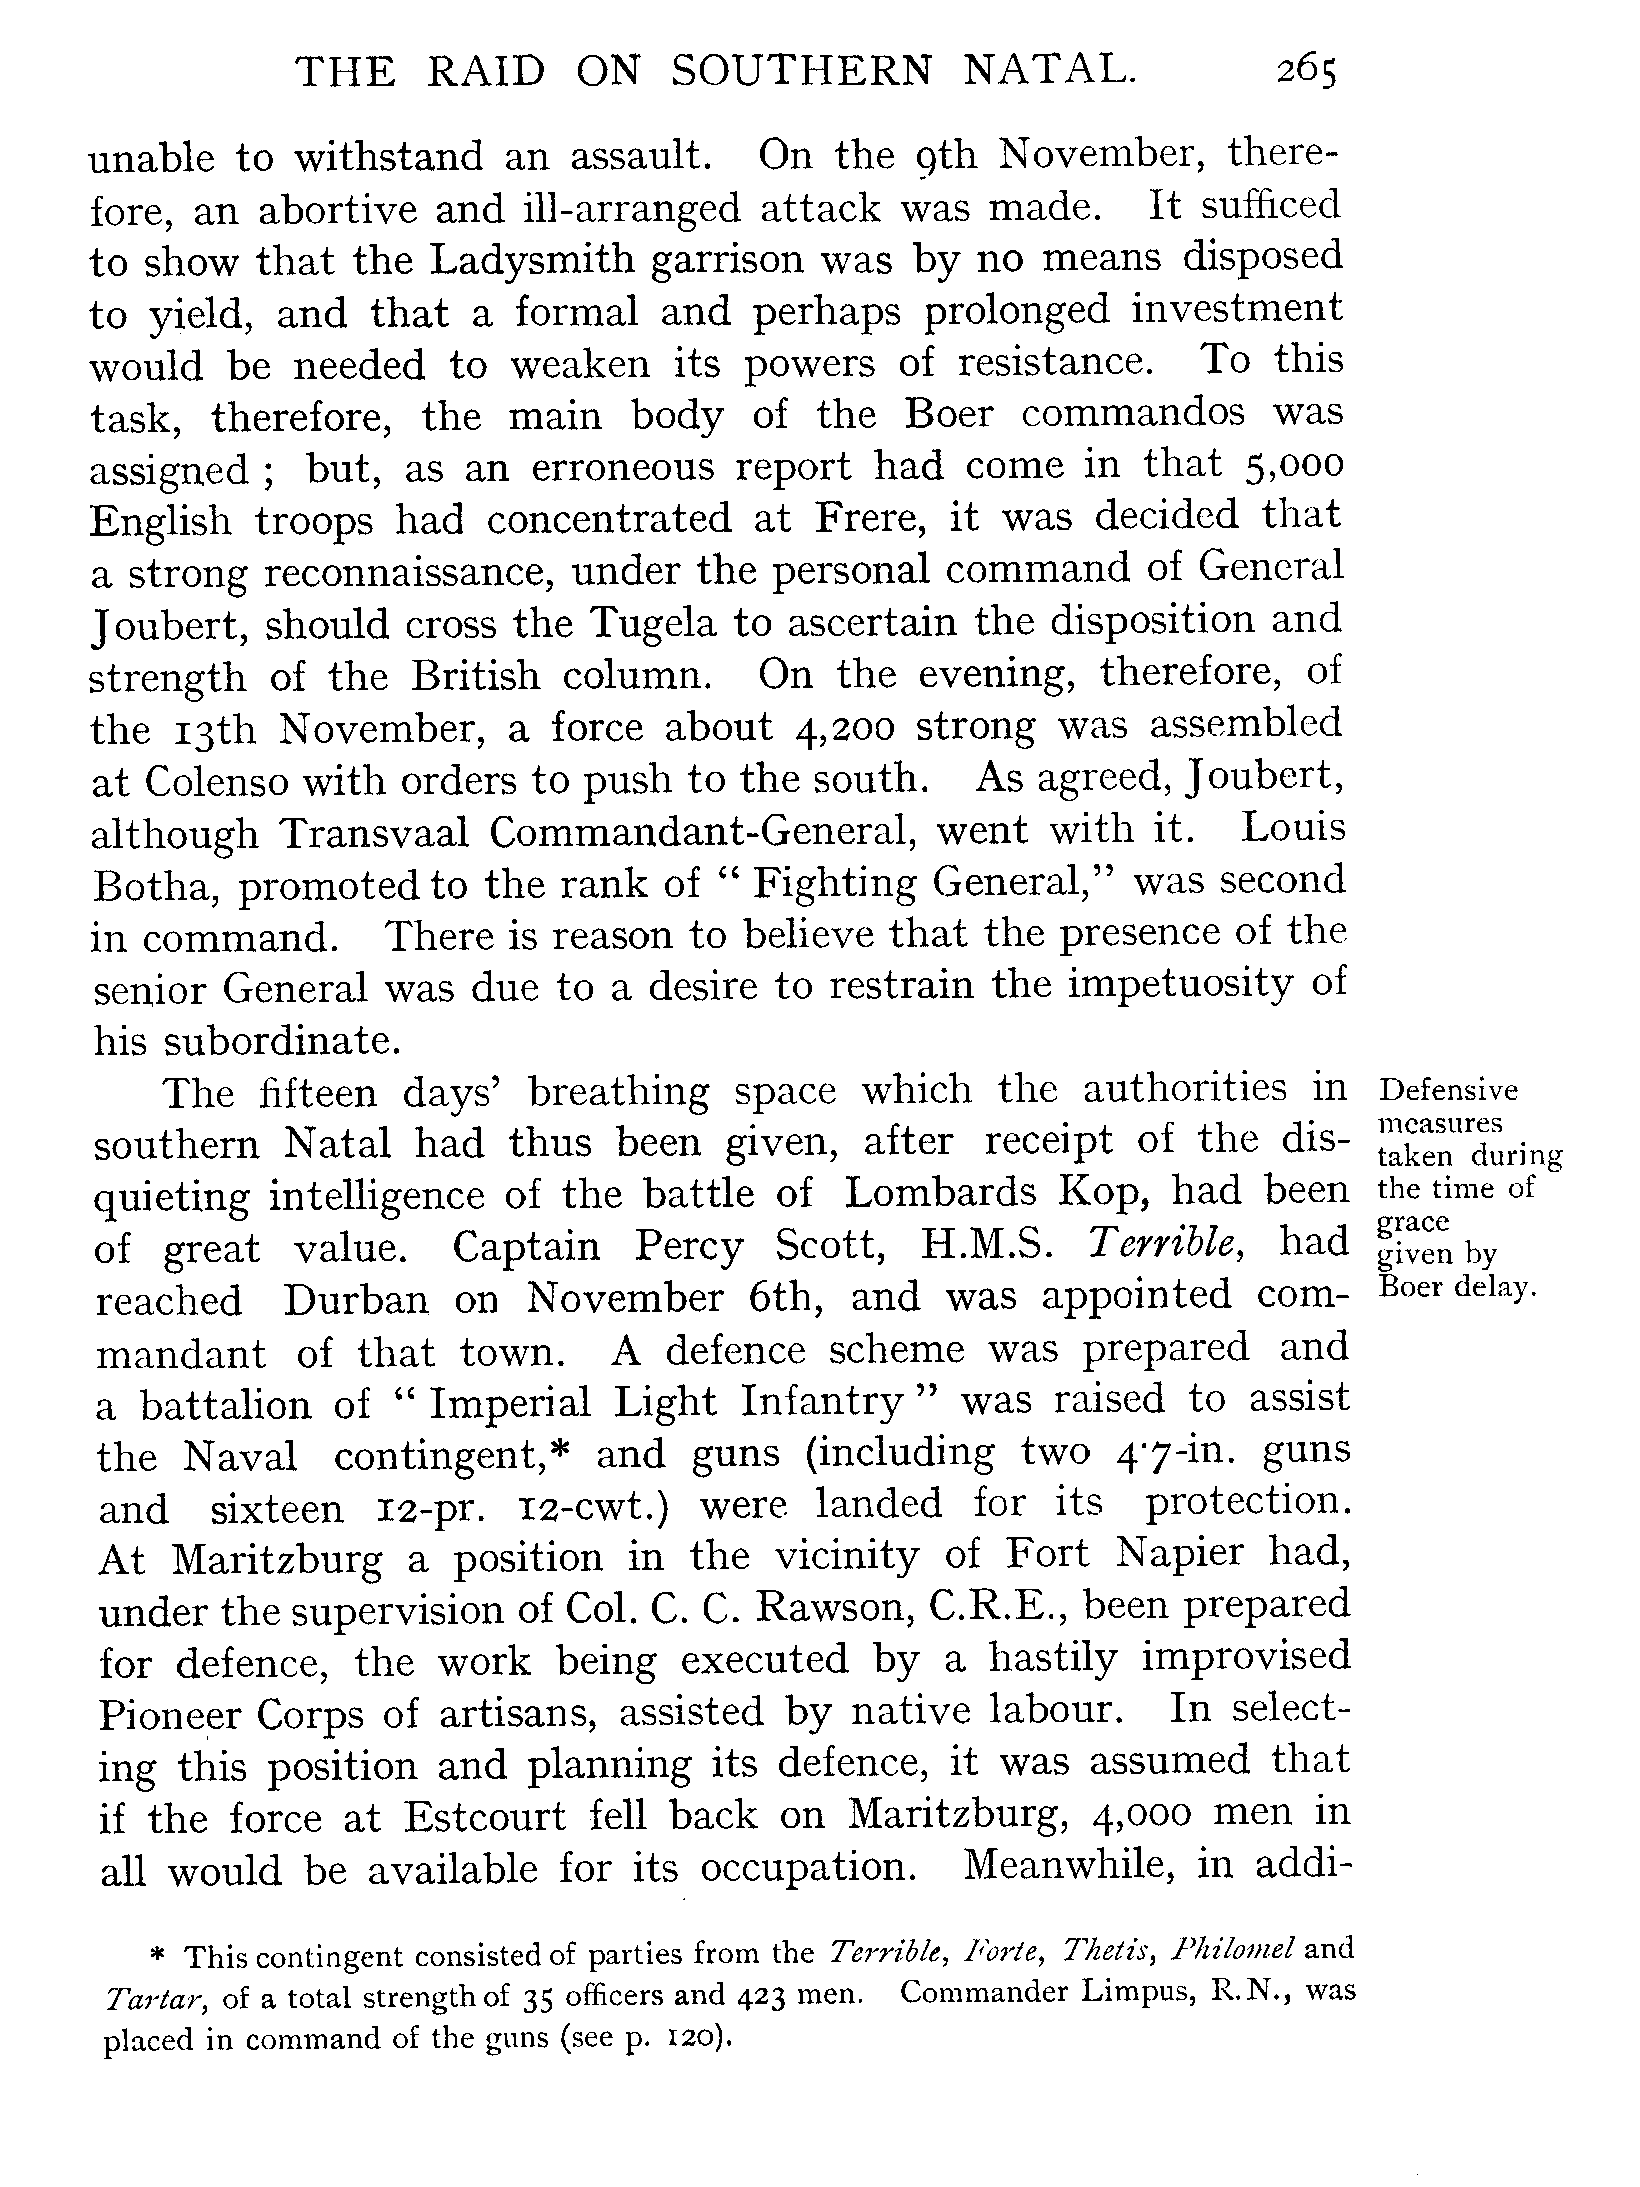 THE RAID ON SOUTHERN NATAL. 265
unable to withstand an assault. On the 9th November, there-
fore, an abortive and ill-arranged attack was made. It sufficed
to show that the Ladysmith garrison was by no means disposed
to yield, and that a formal and perhaps prolonged investment
would be needed to weaken its powers of resistance. To this
task, therefore, the main body of the Boer commandos was
assigned ; but, as an erroneous report had come in that 5,000
English troops had concentrated at Frere, it was decided that
a strong reconnaissance, under the personal command of General
Joubert, should cross the Tugela to ascertain the disposition and
strength of the British column. On the evening, therefore, of
the 13th November, a force about 4,200 strong was assembled
at Colenso with orders to push to the south. As agreed, Joubert,
although Transvaal Commandant-General, went with it. Louis
Botha, promoted to the rank of “ Fighting General,” was second
in command. There is reason to believe that the presence of the
senior General was due to a desire to restrain the impetuosity of
his subordinate.
The fifteen days’ breathing space which the authorities in
southern Natal had thus been given, after receipt of the dis-
quieting intelligence of the battle of Lombards Kop, had been
of great value. Captain Percy Scott, H.M.S. Terrible, had
reached Durban on November 6th, and was appointed com-
mandant of that town. A defence scheme was prepared and
a battalion of “ Imperial Light Infantry ” was raised to assist
the Naval contingent,* and guns (including two 4·7-in. guns
and sixteen 12-pr. 12-cwt.) were landed for its protection.
At Maritzburg a position in the vicinity of Fort Napier had,
under the supervision of Col. C. C. Rawson, C.R.E., been prepared
for defence, the work being executed by a hastily improvised
Pioneer Corps of artisans, assisted by native labour. In select-
ing this position and planning its defence, it was assumed that
if the force at Estcourt fell back on Maritzburg, 4,000 men in
all would be available for its occupation. Meanwhile, in addi-
Defensive
measures
taken during
the time of
grace
given by
Boer delay.
* This contingent consisted of parties from the Terrible, Forte, Thetis, Philomel and
Tartar, of a total strength of 35 officers and 423 men. Commander Limpus, R.N., was
placed in command of the guns (see p. 120).